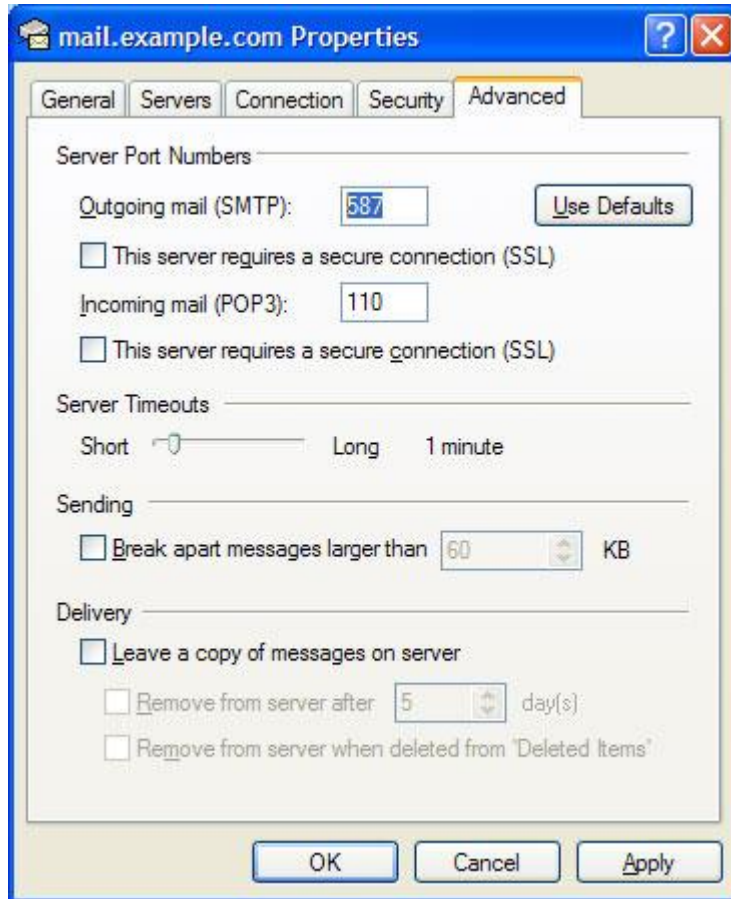 mail.example.com Properties
General Servers Connection Security Advanced
Server Port Numbers
Outgoing mail (SMTP): 587 Use Defaults
This server requires a secure connection (SSL)
Incoming mail (POP3): 110
This server requires a secure connection (SSL)
Server Timeouts
Short Long 1 minute
Sending
Break apart messages larger than 60 KB
Delivery
Leave a copy of messages on server
Remove from server after 5 day(s)
Remove from server when deleted from 'Deleted Items'
OK Cancel Apply